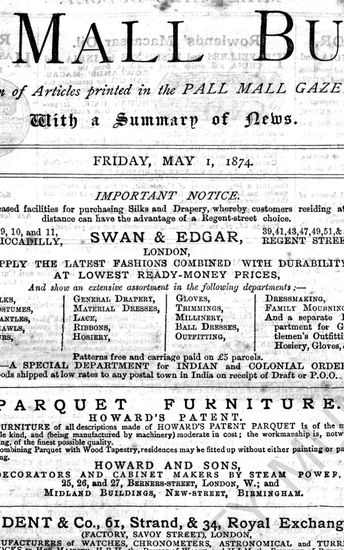 MALL BU
n of Articles printed in the PALL MALL GAZE
With a Summary of News.
FRIDAY, MAY 1, 1874.
IMPORTANT NOTICE.
eased facilities for purchasing Silks and Drapery, whereby customers residing at
distance can have the advantage of a Regent-street choice.
9, 10, and 11,
ICCADILLY,
SWAN & EDGAR,
39, 41, 43, 47, 49, 51, &
REGENT STREE
LONDON,
PPLY THE LATEST FASHIONS COMBINED WITH DURABILITY
AT LOWEST READY-MONEY PRICES,
And show an extensive assortment in the following departments:—
LKS,
OSTUMES,
ANTLES,
HAWLS,
URS,
GENERAL DRAPERY,
MATERIAL DRESSES,
LACE,
RIBBONS,
HOSIERY,
GLOVES,
TRIMMINGS,
MILLINERY,
BALL DRESSES,
OUTFITTING,
DRESSMAKING,
FAMILY MOURNING
And a separate D
partment for G
tlemen's Outfittin
Hosiery, Gloves, &
Patterns free and carriage paid on £5 parcels.
—A SPECIAL DEPARTMENT for INDIAN and COLONIAL ORDER
oods shipped at low rates to any postal town in India on receipt of Draft or P.O.O.
PARQUET FURNITURE.
HOWARD'S PATENT.
FURNITURE of all descriptions made of HOWARD'S PATENT PARQUET is of the m
le kind, and (being manufactured by machinery) moderate in cost; the workmanship is, notw
ing, of the finest possible quality.
ombining Parquet with Wood Tapestry, residences may be fitted up without either painting or pa
ng.
HOWARD AND SONS,
DECORATORS AND CABINET MAKERS BY STEAM POWER,
25, 26, and 27, BERNERS-STREET, LONDON, W.; and
MIDLAND BUILDINGS, NEW-STREET, BIRMINGHAM.
DENT & Co., 61, Strand, & 34, Royal Exchang
(FACTORY, SAVOY STREET), LONDON,
NUFACTURERS OF WATCHES, CHRONOMETERS, ASTRONOMICAL and TURRE